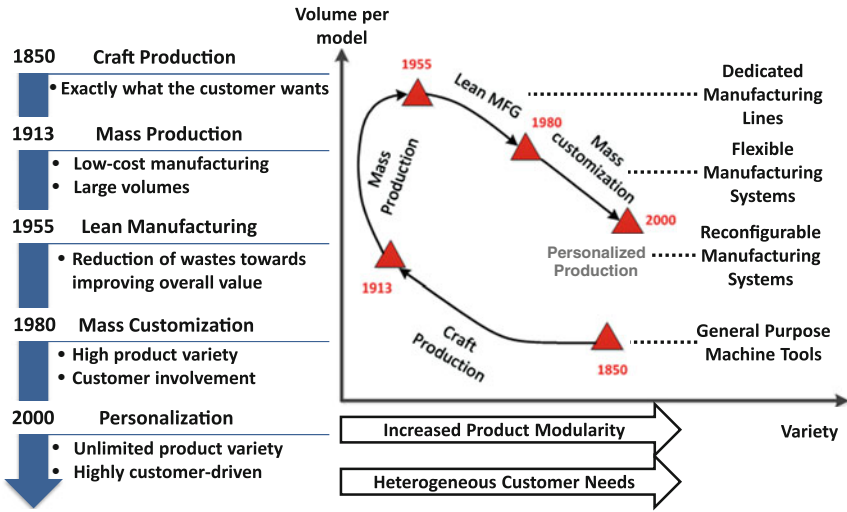 1850 Craft Production
• Exactly what the customer wants
1913 Mass Production
• Low-cost manufacturing
• Large volumes
1955 Lean Manufacturing
• Reduction of wastes towards
improving overall value
1980 Mass Customization
• High product variety
• Customer involvement
2000 Personalization
• Unlimited product variety
• Highly customer-driven
Volume per
model
1955
Lean MFG
1980
Mass
customization
2000
Mass
Production
1913
Personalized
Production
Craft
Production
1850
Dedicated
Manufacturing
Lines
Flexible
Manufacturing
Systems
Reconfigurable
Manufacturing
Systems
General Purpose
Machine Tools
Variety
Increased Product Modularity
Heterogeneous Customer Needs